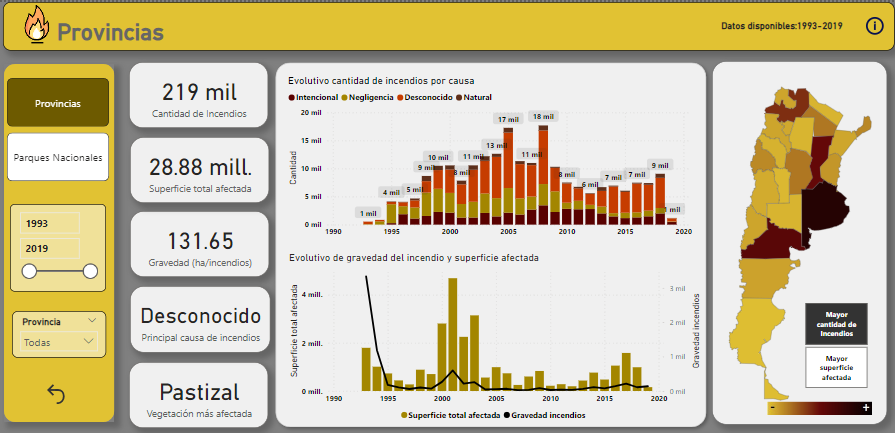 Provincias
Datos disponibles:1993-2019
Provincias
Parques Nacionales
1993
2019
Provincia
Todas
219 mil
Cantidad de Incendios
28.88 mill.
Superficie total afectada
131.65
Gravedad (ha/incendios)
Desconocido
Principal causa de incendios
Pastizal
Vegetación más afectada
Evolutivo cantidad de incendios por causa
Intencional Negligencia Desconocido Natural
Cantidad
20 mil
15 mil
10 mil
5 mil
0 mil
1 mil 4 mil 5 mil 9 mil 10 mil 8 mil 11 mil 13 mil 17 mil 11 mil 18 mil 8 mil 6 mil 7 mil 7 mil 9 mil
1990 1995 2000 2005 2010 2015 2020
Evolutivo de gravedad del incendio y superficie afectada
Superficie total afectada
4 mill.
2 mill.
0 mill.
3 mil
2 mil
1 mil
0 mil
Gravedad incendios
1990 1995 2000 2005 2010 2015 2020
Superficie total afectada Gravedad incendios
Mayor
cantidad de
Incendios
Mayor
superficie
afectada
- +